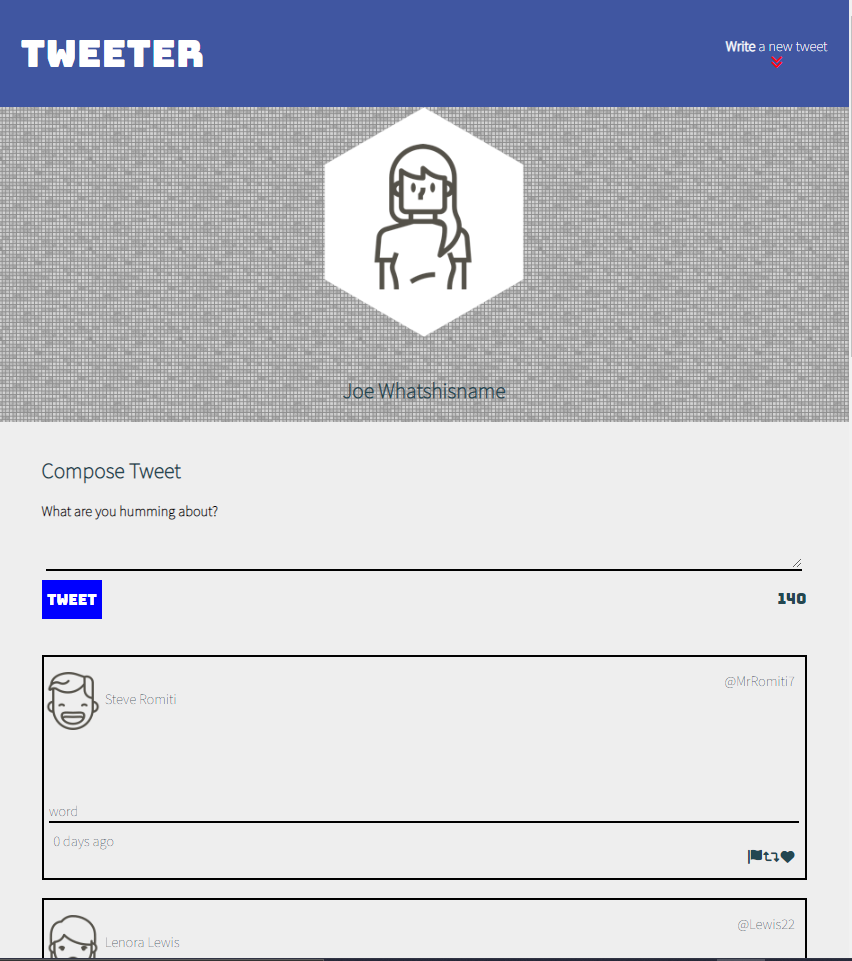 TWEETER
Write a new tweet
Joe Whatshisname
Compose Tweet
What are you humming about?
TWEET
140
Steve Romiti
@MrRomiti7
word
0 days ago
Lenora Lewis
@Lewis22